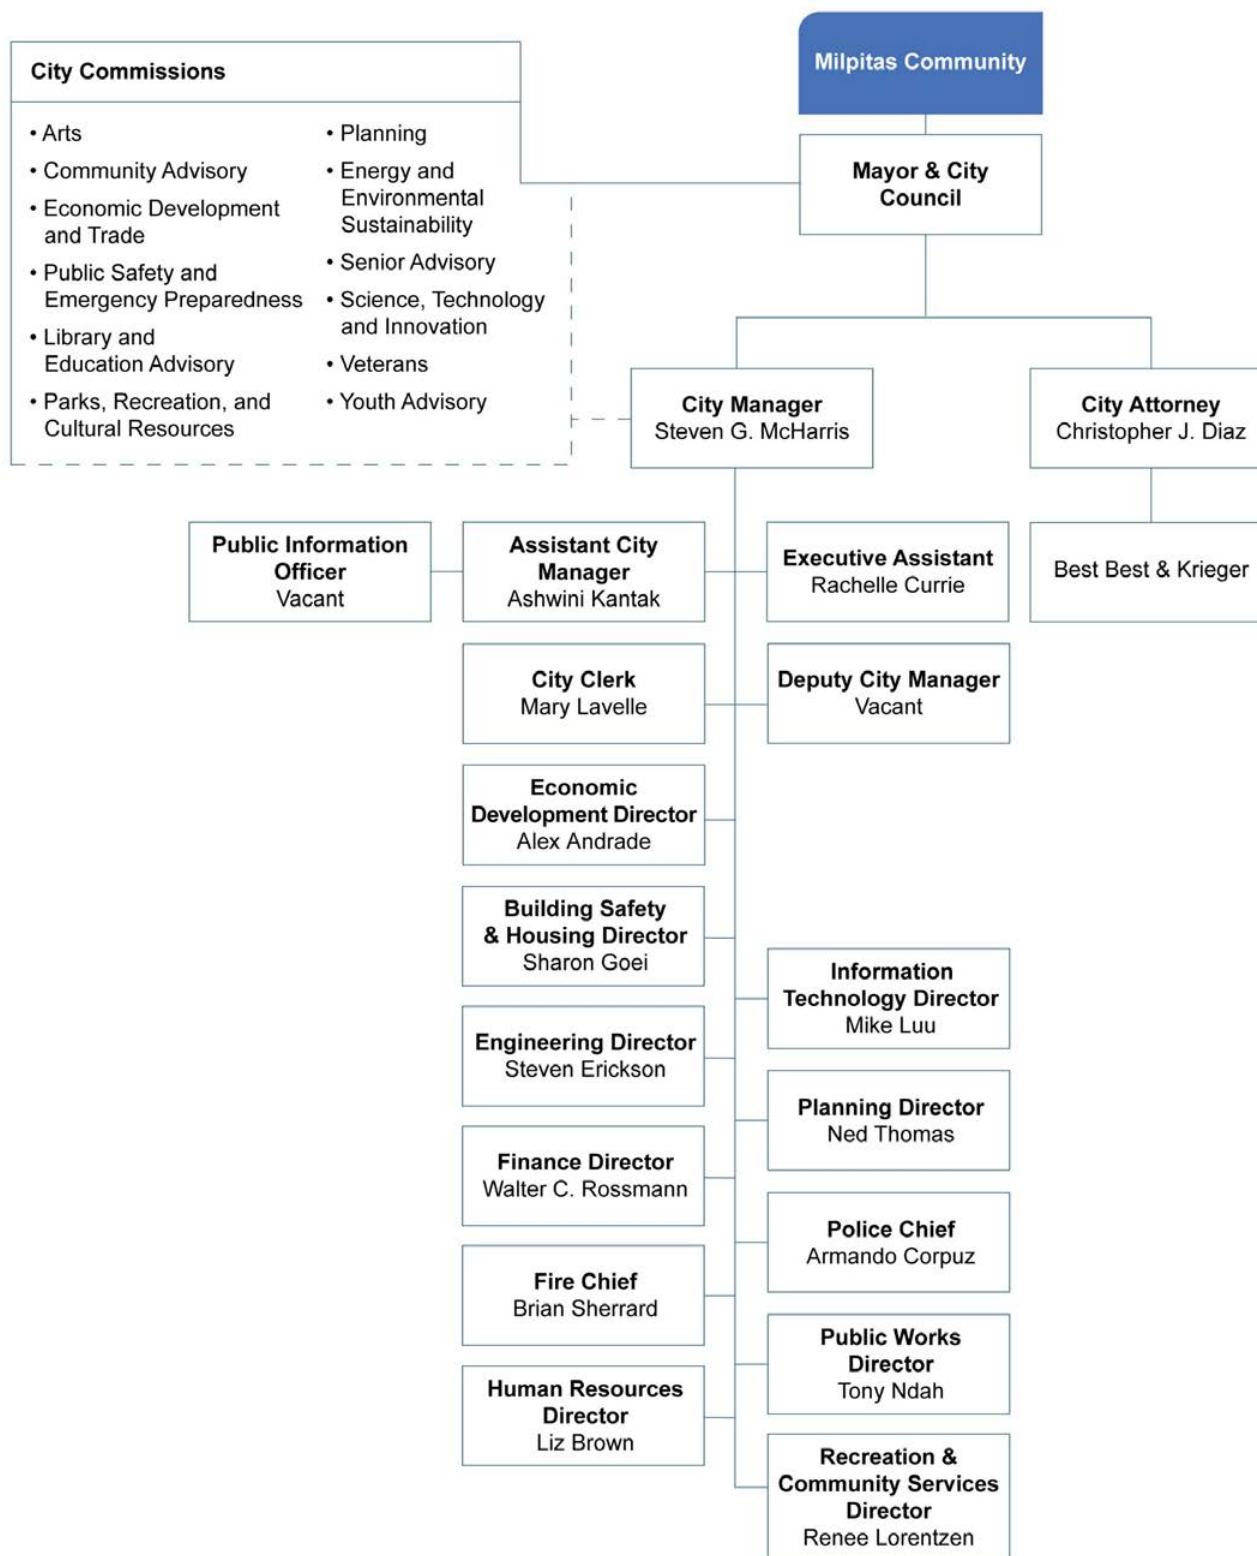 Milpitas Community
City Commissions
• Arts
• Community Advisory
• Economic Development
and Trade
• Public Safety and
Emergency Preparedness
• Library and
Education Advisory
• Parks, Recreation, and
Cultural Resources
• Planning
• Energy and
Environmental
Sustainability
• Senior Advisory
• Science, Technology
and Innovation
• Veterans
• Youth Advisory
Mayor & City
Council
City Manager
Steven G. McHarris
City Attorney
Christopher J. Diaz
Public Information
Officer
Vacant
Assistant City
Manager
Ashwini Kantak
Executive Assistant
Rachelle Currie
Best Best & Krieger
City Clerk
Mary Lavelle
Deputy City Manager
Vacant
Economic
Development Director
Alex Andrade
Building Safety
& Housing Director
Sharon Goei
Information
Technology Director
Mike Luu
Engineering Director
Steven Erickson
Planning Director
Ned Thomas
Finance Director
Walter C. Rossmann
Police Chief
Armando Corpuz
Fire Chief
Brian Sherrard
Public Works
Director
Tony Ndah
Human Resources
Director
Liz Brown
Recreation &
Community Services
Director
Renee Lorentzen